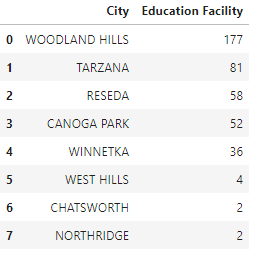 City Education Facility
0 WOODLAND HILLS 177
1 TARZANA 81
2 RESEDA 58
3 CANOGA PARK 52
4 WINNETKA 36
5 WEST HILLS 4
6 CHATSWORTH 2
7 NORTHRIDGE 2